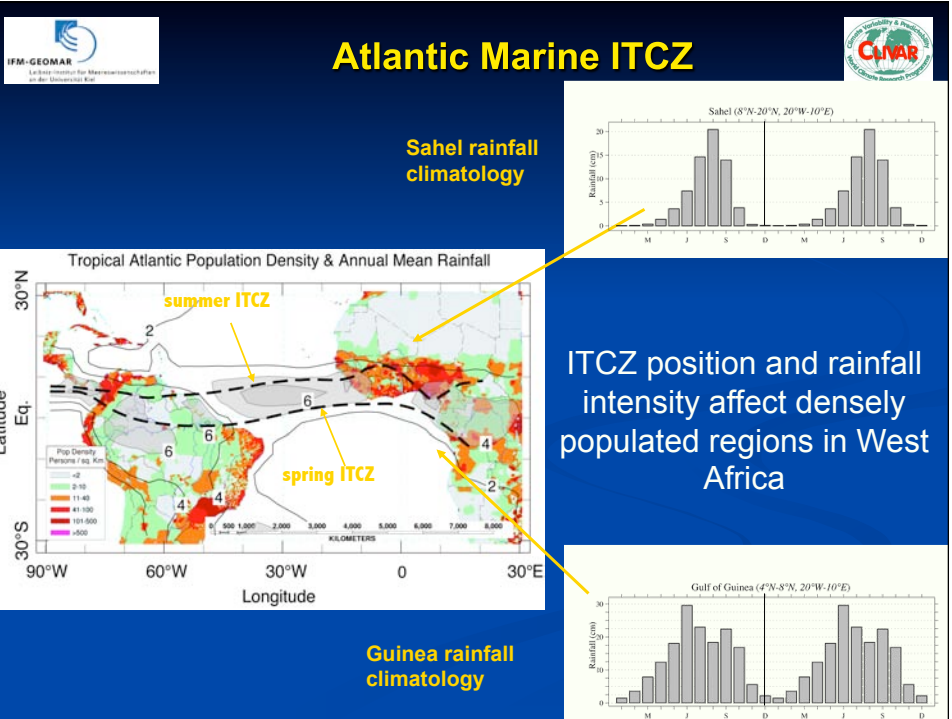 IFM-GEOMAR
Leibniz-Institut für Meereswissenschaften
an der Universität Kiel
Atlantic Marine ITCZ
Climate Variability & Predictability
CLIVAR
World Climate Research Programme
Sahel rainfall
climatology
Sahel (8°N-20°N, 20°W-10°E)
Rainfall (cm)
20
15
10
5
0
M J S D M J S D
Tropical Atlantic Population Density & Annual Mean Rainfall
30°N
Eq.
30°S
Latitude
summer ITCZ
2
6
6
6
4
4
2
spring ITCZ
Pop Density
Persons / sq. Km
<2
2-10
11-40
41-100
101-500
>500
0 500 1,000 2,000 3,000 4,000 5,000 6,000 7,000 8,000
KILOMETERS
90°W 60°W 30°W 0 30°E
Longitude
ITCZ position and rainfall
intensity affect densely
populated regions in West
Africa
Guinea rainfall
climatology
Gulf of Guinea (4°N-8°N, 20°W-10°E)
Rainfall (cm)
30
20
10
0
M J S D M J S D